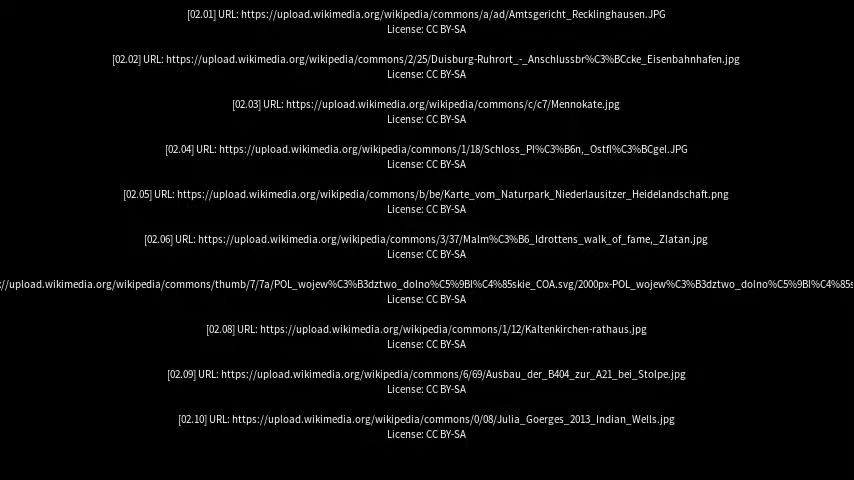 [02.01] URL: https://upload.wikimedia.org/wikipedia/commons/a/ad/Amtsgericht_Recklinghausen.JPG
License: CC BY-SA
[02.02] URL: https://upload.wikimedia.org/wikipedia/commons/2/25/Duisburg-Ruhrort_-_Anschlussbr%C3%BCcke_Eisenbahnhafen.jpg
License: CC BY-SA
[02.03] URL: https://upload.wikimedia.org/wikipedia/commons/c/c7/Mennokate.jpg
License: CC BY-SA
[02.04] URL: https://upload.wikimedia.org/wikipedia/commons/1/18/Schloss_Pl%C3%B6n,_Ostfl%C3%BCgel.JPG
License: CC BY-SA
[02.05] URL: https://upload.wikimedia.org/wikipedia/commons/b/be/Karte_vom_Naturpark_Niederlausitzer_Heidelandschaft.png
License: CC BY-SA
[02.06] URL: https://upload.wikimedia.org/wikipedia/commons/3/37/Malm%C3%B6_Idrottens_walk_of_fame,_Zlatan.jpg
License: CC BY-SA
://upload.wikimedia.org/wikipedia/commons/thumb/7/7a/POL_wojew%C3%B3dztwo_dolno%C5%9Bl%C4%85skie_COA.svg/2000px-POL_wojew%C3%B3dztwo_dolno%C5%9Bl%C4%85s
License: CC BY-SA
[02.08] URL: https://upload.wikimedia.org/wikipedia/commons/1/12/Kaltenkirchen-rathaus.jpg
License: CC BY-SA
[02.09] URL: https://upload.wikimedia.org/wikipedia/commons/6/69/Ausbau_der_B404_zur_A21_bei_Stolpe.jpg
License: CC BY-SA
[02.10] URL: https://upload.wikimedia.org/wikipedia/commons/0/08/Julia_Goerges_2013_Indian_Wells.jpg
License: CC BY-SA